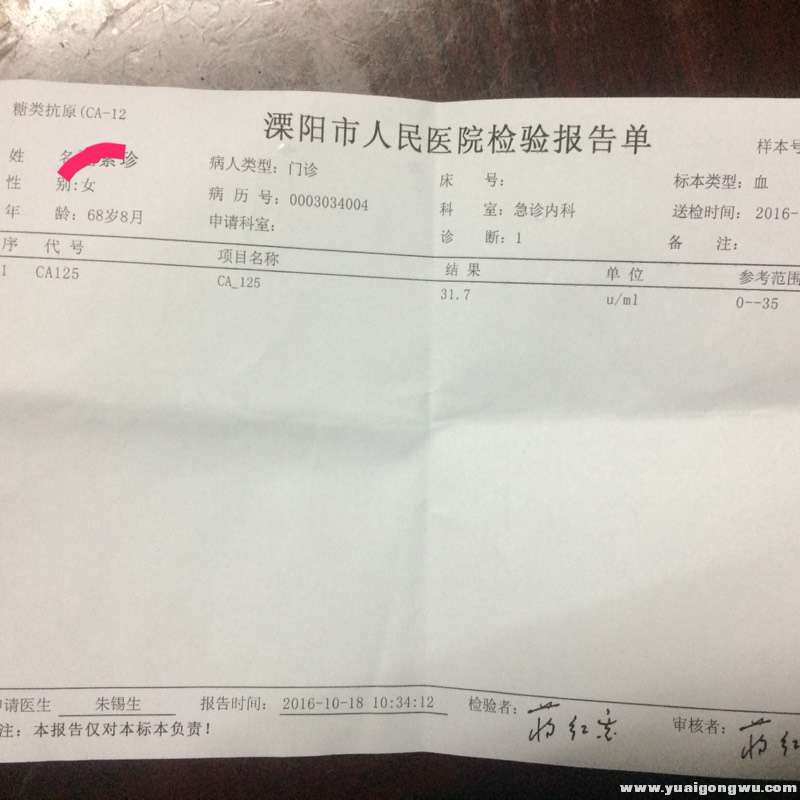 糖类抗原(CA-12
溧阳市人民医院检验报告单
样本号
姓 名 素珍 病人类型：门诊 床 号： 标本类型：血
性 别:女 病 历 号：0003034004 科 室：急诊内科 送检时间： 2016-
年 龄：68岁8月 申请科室： 诊 断：1 备 注：
序 代 号 项目名称 结 果 单 位 参考范围
1 CA125 CA_125 31.7 u/ml 0--35
申请医生 朱锡生 报告时间： 2016-10-18 10:34:12 检验者： 审核者：
注：本报告仅对本标本负责！
www.yuaigongwu.com